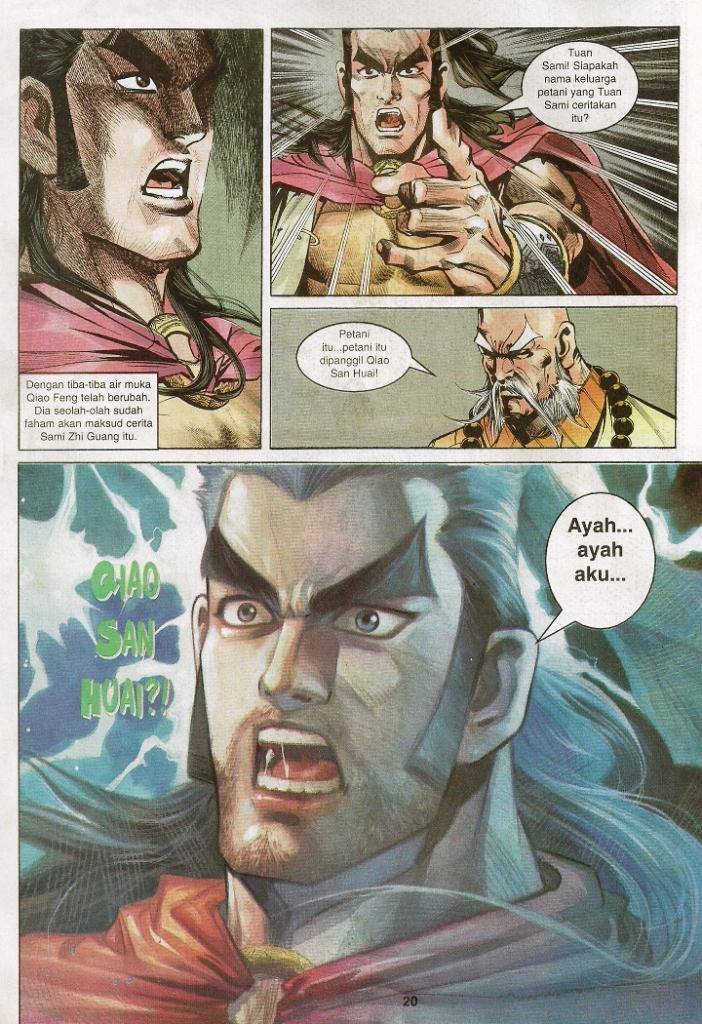 Dengan tiba-tiba air muka
Qiao Feng telah berubah.
Dia seolah-olah sudah
faham akan maksud cerita
Sami Zhi Guang itu.
Tuan
Sami! Siapakah
nama keluarga
petani yang Tuan
Sami ceritakan
itu?
Petani
itu...petani itu
dipanggil Qiao
San Huai!
QIAO
SAN
HUAI?!
Ayah...
ayah
aku...
20